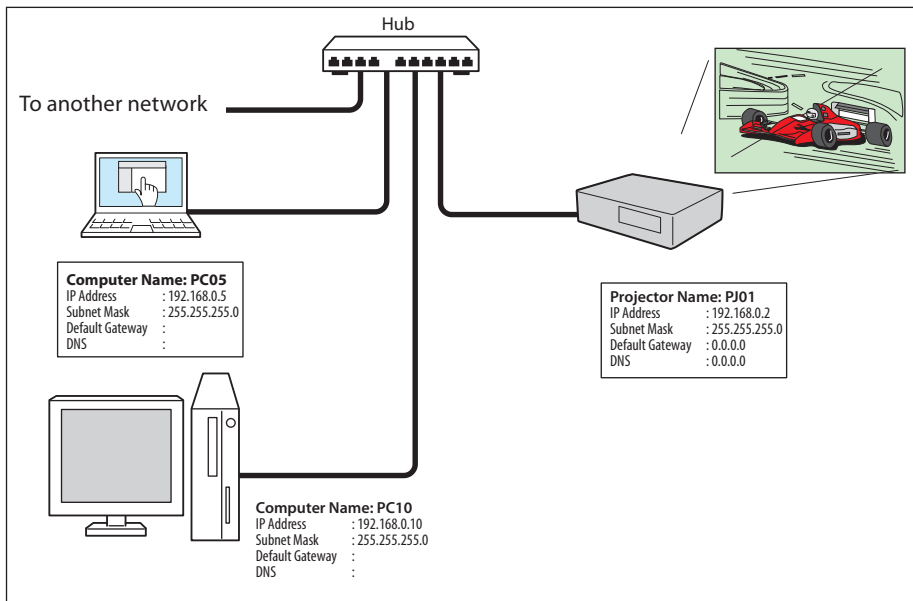 Hub
To another network
Computer Name: PC05
IP Address : 192.168.0.5
Subnet Mask : 255.255.255.0
Default Gateway :
DNS :
Projector Name: PJ01
IP Address : 192.168.0.2
Subnet Mask : 255.255.255.0
Default Gateway : 0.0.0.0
DNS : 0.0.0.0
Computer Name: PC10
IP Address : 192.168.0.10
Subnet Mask : 255.255.255.0
Default Gateway :
DNS :